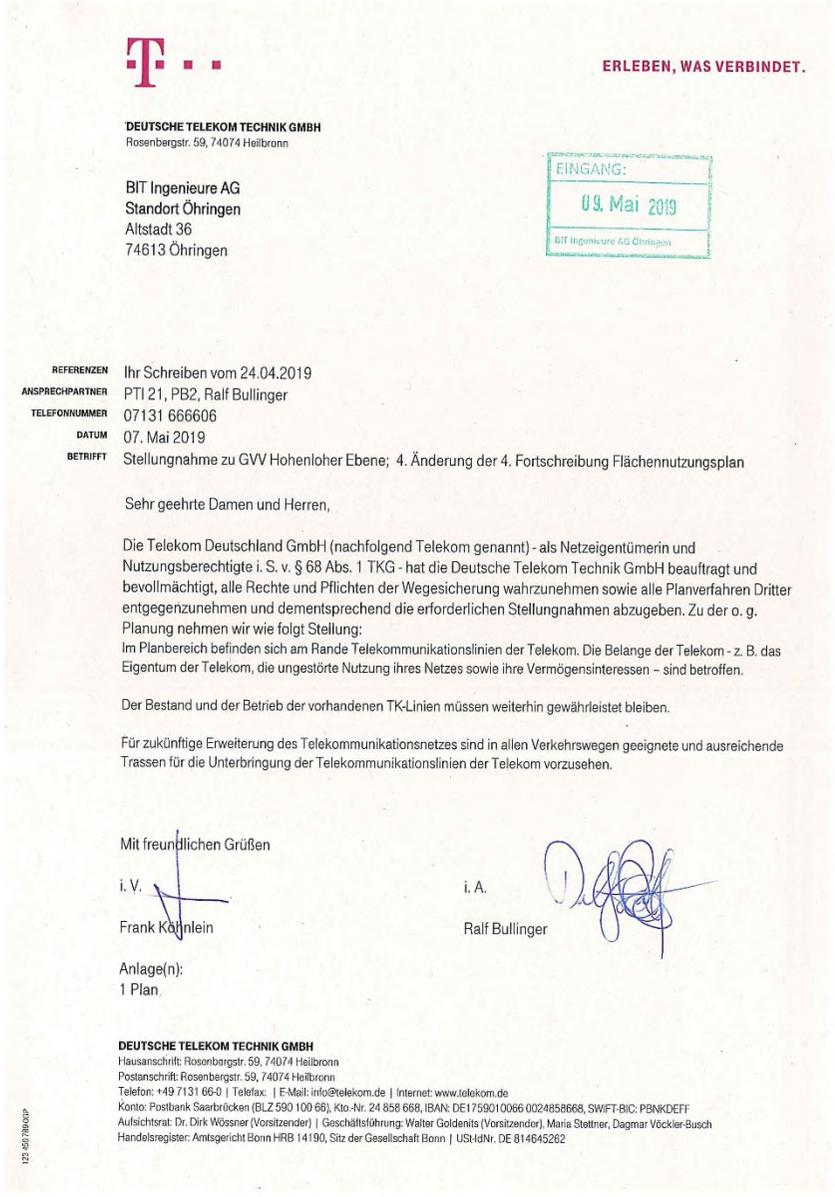 T
ERLEBEN, WAS VERBINDET.
DEUTSCHE TELEKOM TECHNIK GMBH
Rosenbergstr. 59, 74074 Heilbronn
BIT Ingenieure AG
Standort Öhringen
Altstadt 36
74613 Öhringen
EINGANG:
09. Mai 2019
BIT Ingenieure AG Öhringen
REFERENZEN Ihr Schreiben vom 24.04.2019
ANSPRECHPARTNER PTI 21, PB2, Ralf Bullinger
TELEFONNUMMER 07131 666606
DATUM 07. Mai 2019
BETRIFFT Stellungnahme zu GVV Hohenloher Ebene; 4. Änderung der 4. Fortschreibung Flächennutzungsplan
Sehr geehrte Damen und Herren,
Die Telekom Deutschland GmbH (nachfolgend Telekom genannt) - als Netzeigentümerin und
Nutzungsberechtigte i. S. v. § 68 Abs. 1 TKG - hat die Deutsche Telekom Technik GmbH beauftragt und
bevollmächtigt, alle Rechte und Pflichten der Wegesicherung wahrzunehmen sowie alle Planverfahren Dritter
entgegenzunehmen und dementsprechend die erforderlichen Stellungnahmen abzugeben. Zu der o. g.
Planung nehmen wir wie folgt Stellung:
Im Planbereich befinden sich am Rande Telekommunikationslinien der Telekom. Die Belange der Telekom - z. B. das
Eigentum der Telekom, die ungestörte Nutzung ihres Netzes sowie ihre Vermögensinteressen – sind betroffen.
Der Bestand und der Betrieb der vorhandenen TK-Linien müssen weiterhin gewährleistet bleiben.
Für zukünftige Erweiterung des Telekommunikationsnetzes sind in allen Verkehrswegen geeignete und ausreichende
Trassen für die Unterbringung der Telekommunikationslinien der Telekom vorzusehen.
Mit freundlichen Grüßen
i. V.
i. A.
Frank Köhnlein
Ralf Bullinger
Anlage(n):
1 Plan
DEUTSCHE TELEKOM TECHNIK GMBH
Hausanschrift: Rosenbergstr. 59, 74074 Heilbronn
Postanschrift: Rosenbergstr. 59, 74074 Heilbronn
Telefon: +49 7131 66-0 | Telefax: | E-Mail: info@telekom.de | Internet: www.telekom.de
Konto: Postbank Saarbrücken (BLZ 590 100 66), Kto.-Nr. 24 858 668, IBAN: DE1759010066 0024858668, SWIFT-BIC: PBNKDEFF
Aufsichtsrat: Dr. Dirk Wössner (Vorsitzender) | Geschäftsführung: Walter Goldenits (Vorsitzender), Maria Stettner, Dagmar Vöckler-Busch
Handelsregister: Amtsgericht Bonn HRB 14190, Sitz der Gesellschaft Bonn | USt-IdNr. DE 814645262